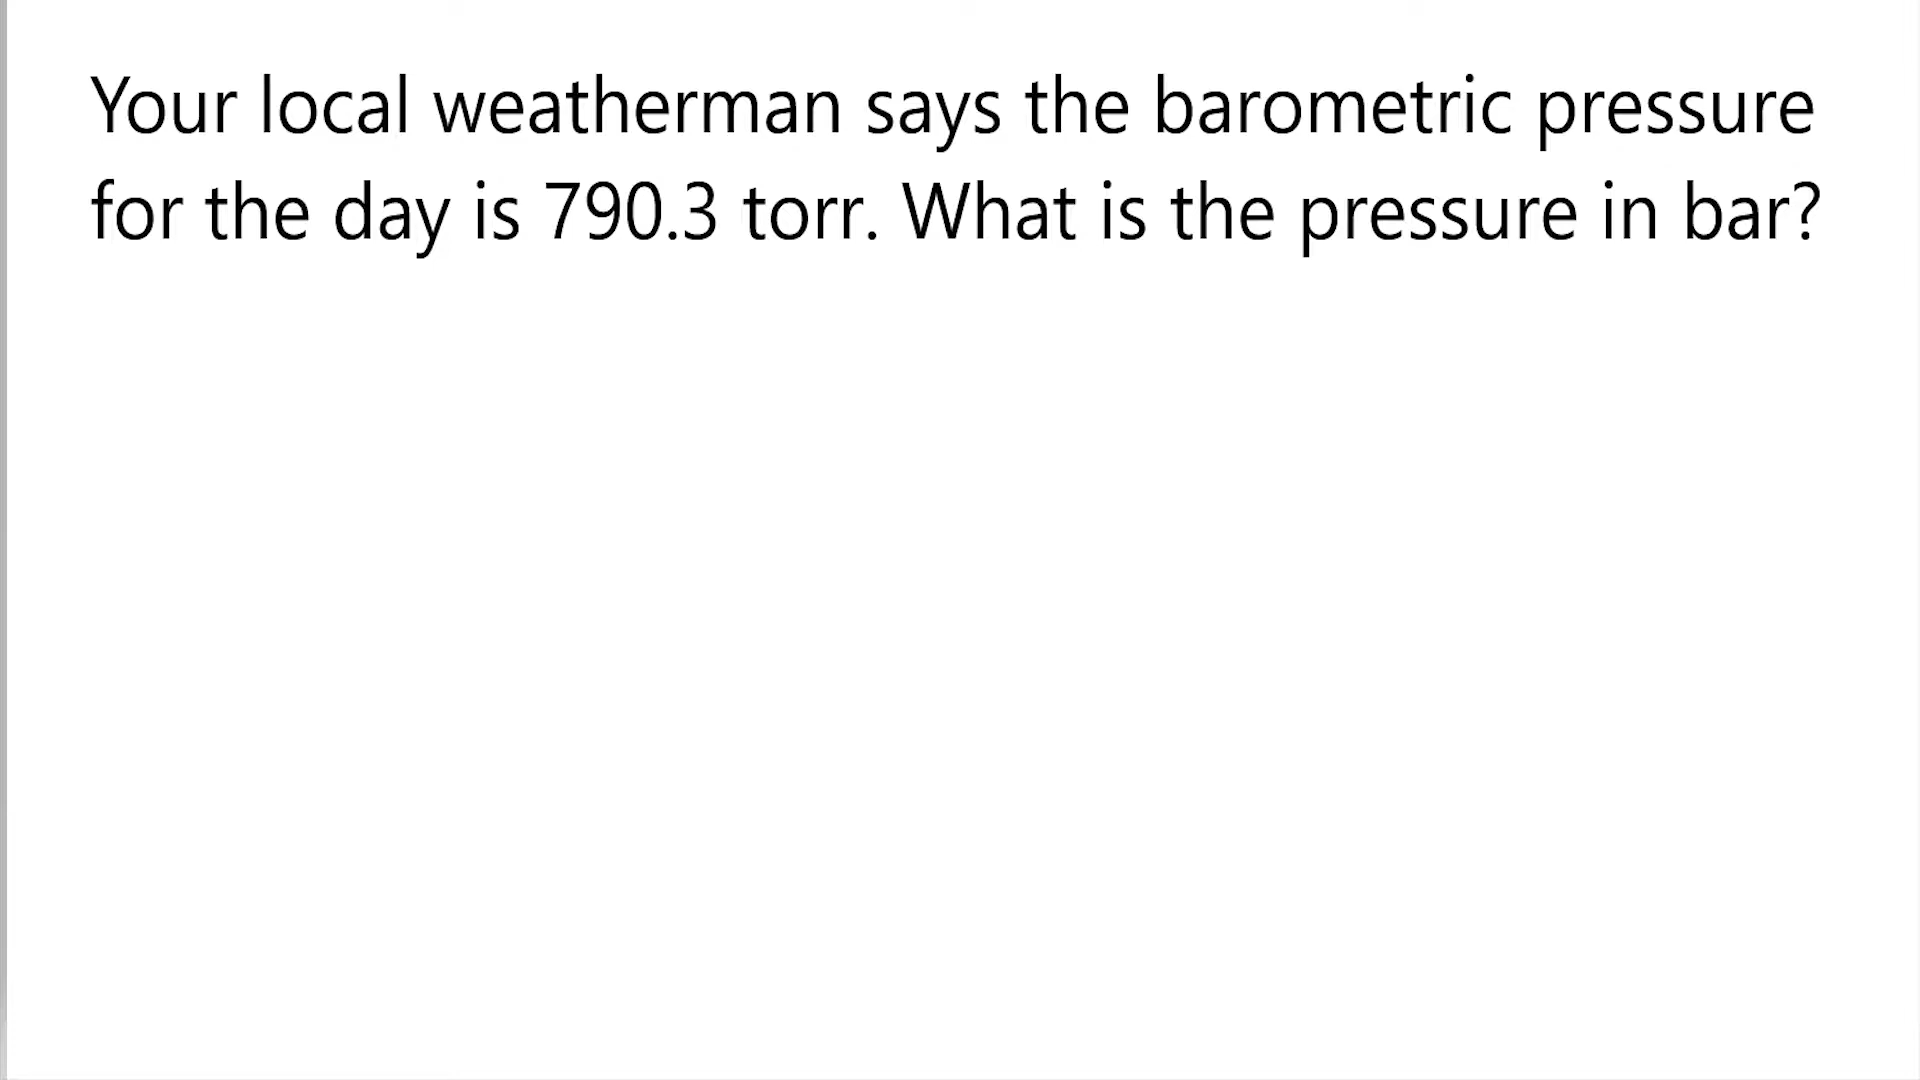 Your local weatherman says the barometric pressure
for the day is 790.3 torr. What is the pressure in bar?